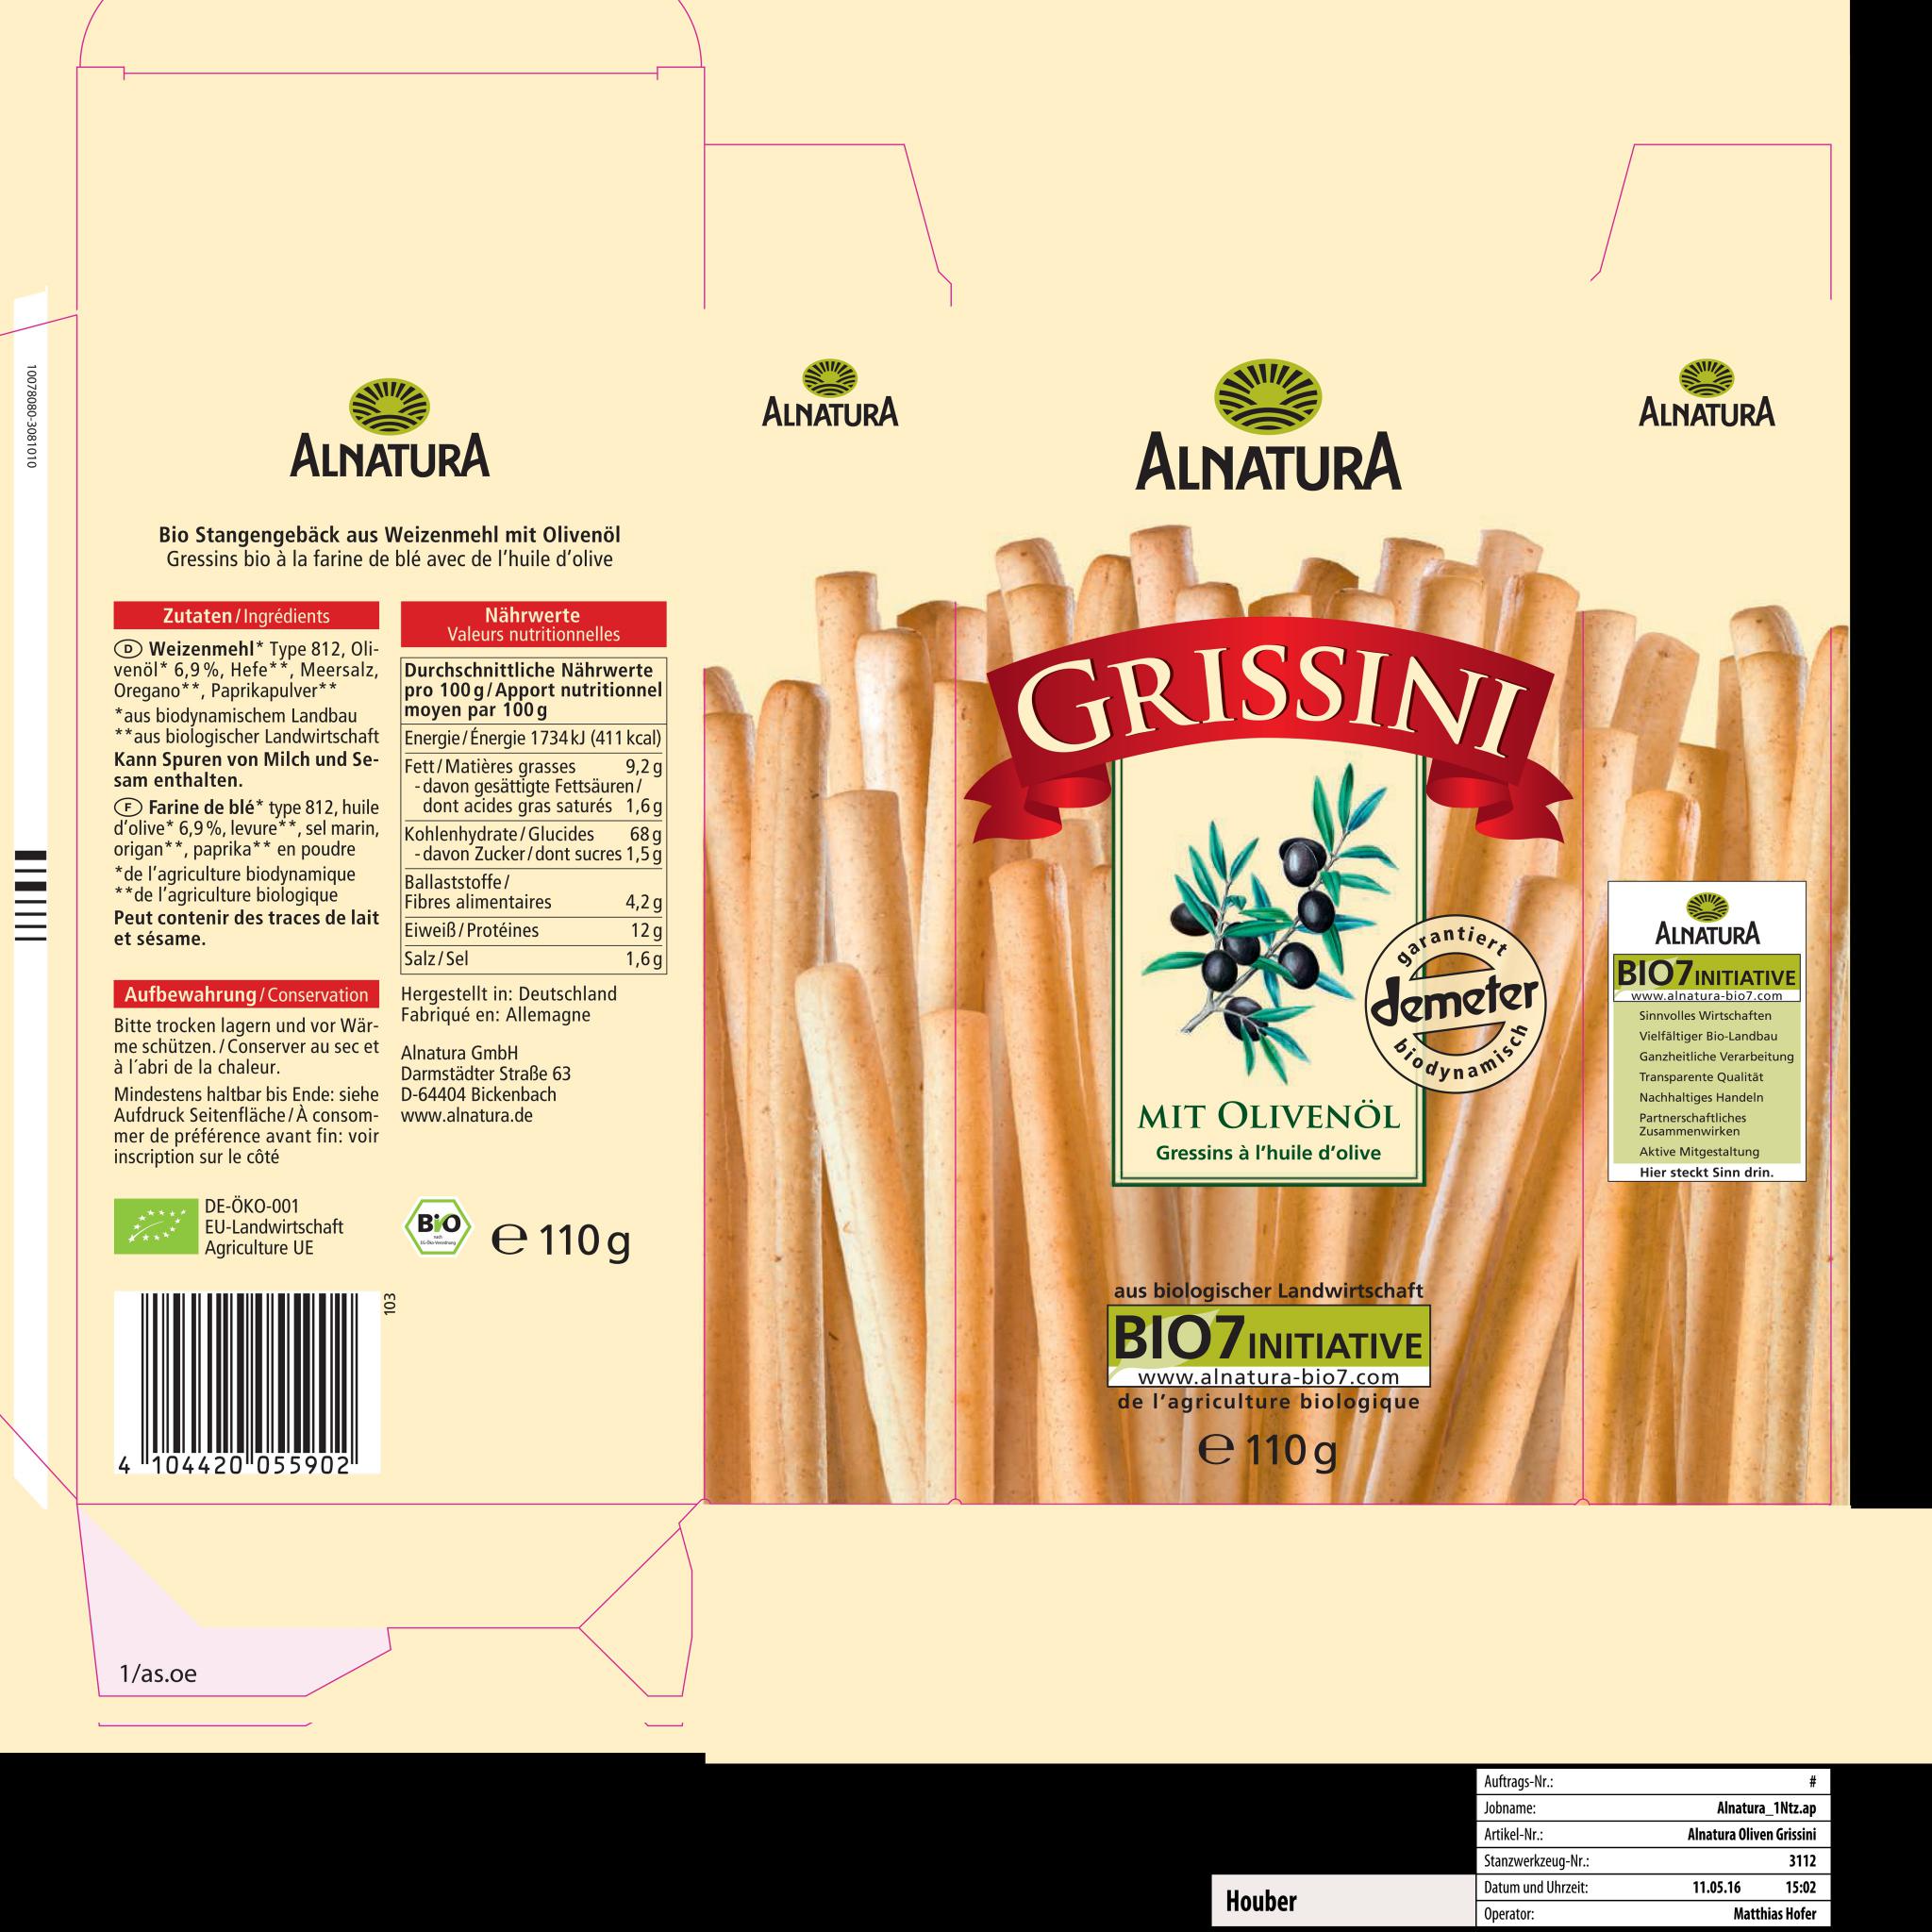 10078080-3081010
ALNATURA
Bio Stangengebäck aus Weizenmehl mit Olivenöl
Gressins bio à la farine de blé avec de l'huile d'olive
Zutaten / Ingrédients
D Weizenmehl* Type 812, Oli-
venöl* 6,9 %, Hefe**, Meersalz,
Oregano**, Paprikapulver**
*aus biodynamischem Landbau
**aus biologischer Landwirtschaft
Kann Spuren von Milch und Se-
sam enthalten.
F Farine de blé* type 812, huile
d'olive* 6,9 %, levure**, sel marin,
origan**, paprika** en poudre
*de l'agriculture biodynamique
**de l'agriculture biologique
Peut contenir des traces de lait
et sésame.
Aufbewahrung / Conservation
Bitte trocken lagern und vor Wär-
me schützen. / Conserver au sec et
à l´abri de la chaleur.
Mindestens haltbar bis Ende: siehe
Aufdruck Seitenfläche / À consom-
mer de préférence avant fin: voir
inscription sur le côté
DE-ÖKO-001
EU-Landwirtschaft
Agriculture UE
Nährwerte
Valeurs nutritionnelles
Durchschnittliche Nährwerte
pro 100 g / Apport nutritionnel
moyen par 100 g
Energie / Énergie 1734 kJ (411 kcal)
Fett / Matières grasses 9,2 g
- davon gesättigte Fettsäuren /
dont acides gras saturés 1,6 g
Kohlenhydrate / Glucides 68 g
- davon Zucker / dont sucres 1,5 g
Ballaststoffe /
Fibres alimentaires 4,2 g
Eiweiß / Protéines 12 g
Salz / Sel 1,6 g
Hergestellt in: Deutschland
Fabriqué en: Allemagne
Alnatura GmbH
Darmstädter Straße 63
D-64404 Bickenbach
www.alnatura.de
Bio
nach
EG-Öko-Verordnung
℮ 110 g
103
4 104420 055902
1/as.oe
ALNATURA
ALNATURA
GRISSINI
MIT OLIVENÖL
Gressins à l'huile d'olive
garantiert
demeter
biodynamisch
aus biologischer Landwirtschaft
BIO7 INITIATIVE
www.alnatura-bio7.com
de l'agriculture biologique
℮ 110 g
ALNATURA
ALNATURA
BIO7 INITIATIVE
www.alnatura-bio7.com
Sinnvolles Wirtschaften
Vielfältiger Bio-Landbau
Ganzheitliche Verarbeitung
Transparente Qualität
Nachhaltiges Handeln
Partnerschaftliches
Zusammenwirken
Aktive Mitgestaltung
Hier steckt Sinn drin.
Houber
Auftrags-Nr.: #
Jobname: Alnatura_1Ntz.ap
Artikel-Nr.: Alnatura Oliven Grissini
Stanzwerkzeug-Nr.: 3112
Datum und Uhrzeit: 11.05.16 15:02
Operator: Matthias Hofer